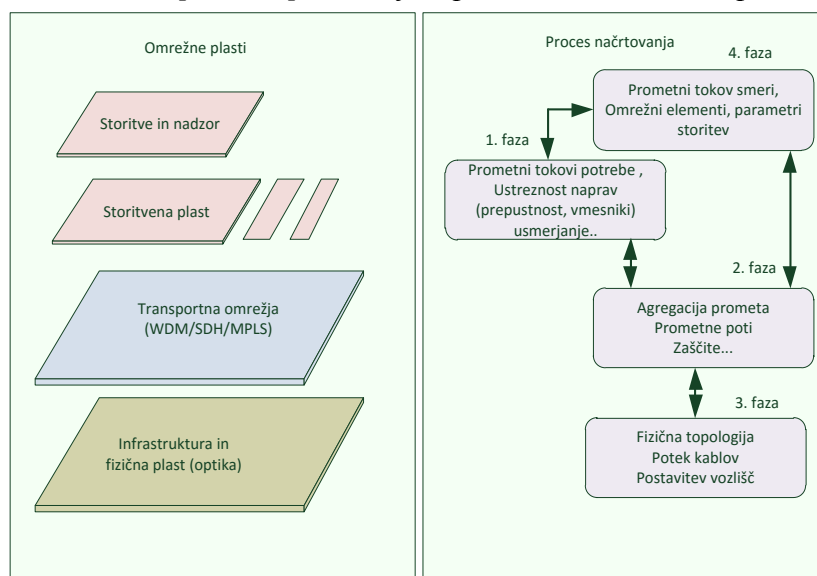 Omrežne plasti
Storitve in nadzor
Storitvena plast
Transportna omrežja
(WDM/SDH/MPLS)
Infrastruktura in
fizična plast (optika)
Proces načrtovanja
4. faza
Prometni tokov smeri,
Omrežni elementi, parametri
storitev
1. faza
Prometni tokovi potrebe ,
Ustreznost naprav
(prepustnost, vmesniki)
usmerjanje..
2. faza
Agregacija prometa
Prometne poti
Zaščite...
3. faza
Fizična topologija
Potek kablov
Postavitev vozlišč